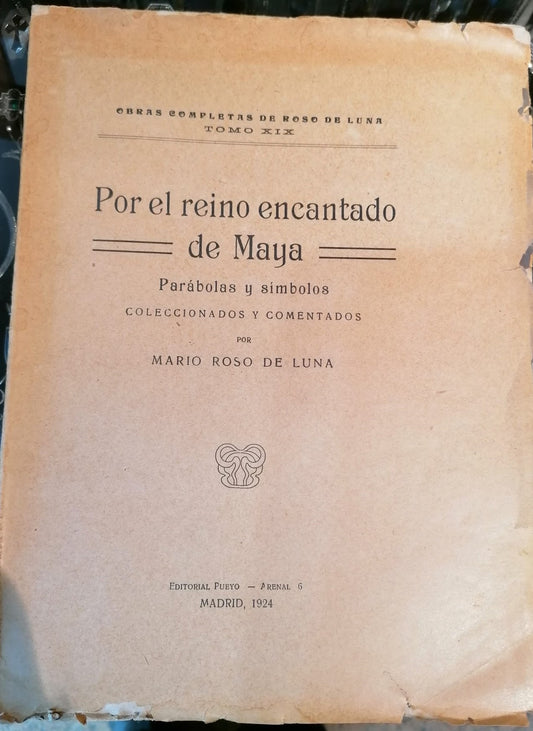 OBRAS COMPLETAS DE ROSO DE LUNA
TOMO XIX
Por el reino encantado
de Maya
Parábolas y símbolos
COLECCIONADOS Y COMENTADOS
POR
MARIO ROSO DE LUNA
EDITORIAL PUEYO — ARENAL 6
MADRID, 1924